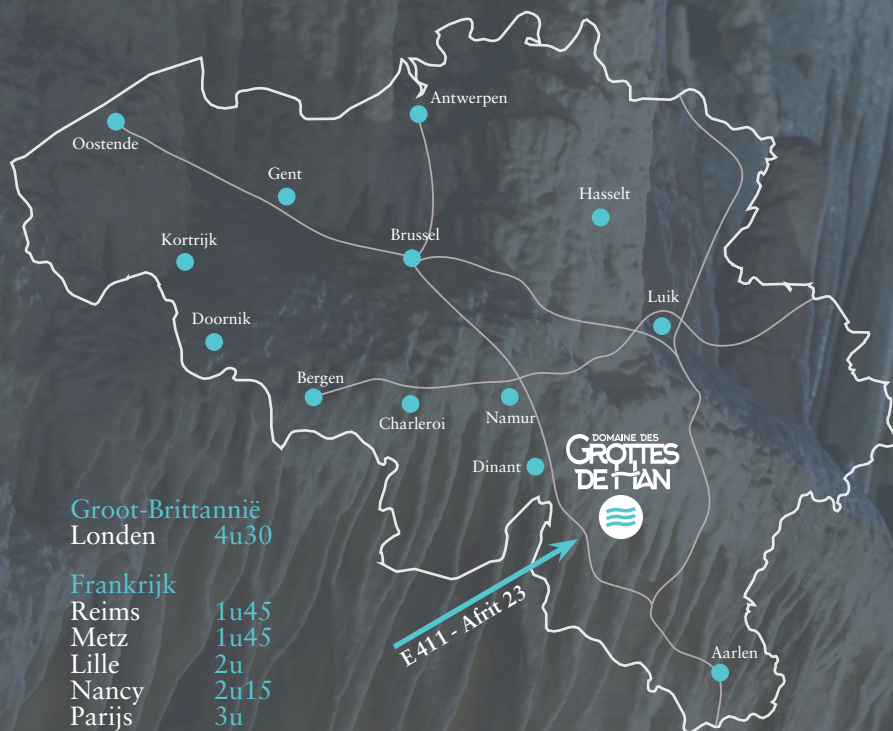 Antwerpen
Oostende
Gent
Hasselt
Brussel
Kortrijk
Luik
Doornik
Bergen
Charleroi
Namur
Dinant
DOMAINE DES
GROTTES
DE HAN
Groot-Brittannië
Londen 4u30
Frankrijk
Reims 1u45
Metz 1u45
Lille 2u
Nancy 2u15
Parijs 3u
E 411 - Afrit 23
Aarlen